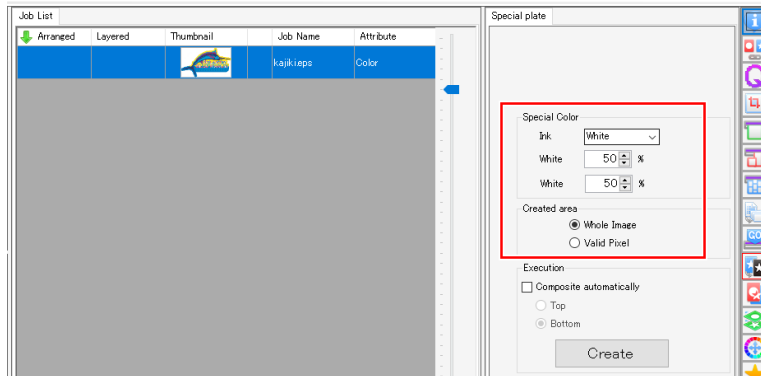 Job List
Arranged Layered Thumbnail Job Name Attribute
kajiki.eps Color
Special plate
Special Color
Ink White
White 50 %
White 50 %
Created area
Whole Image
Valid Pixel
Execution
Composite automatically
Top
Bottom
Create